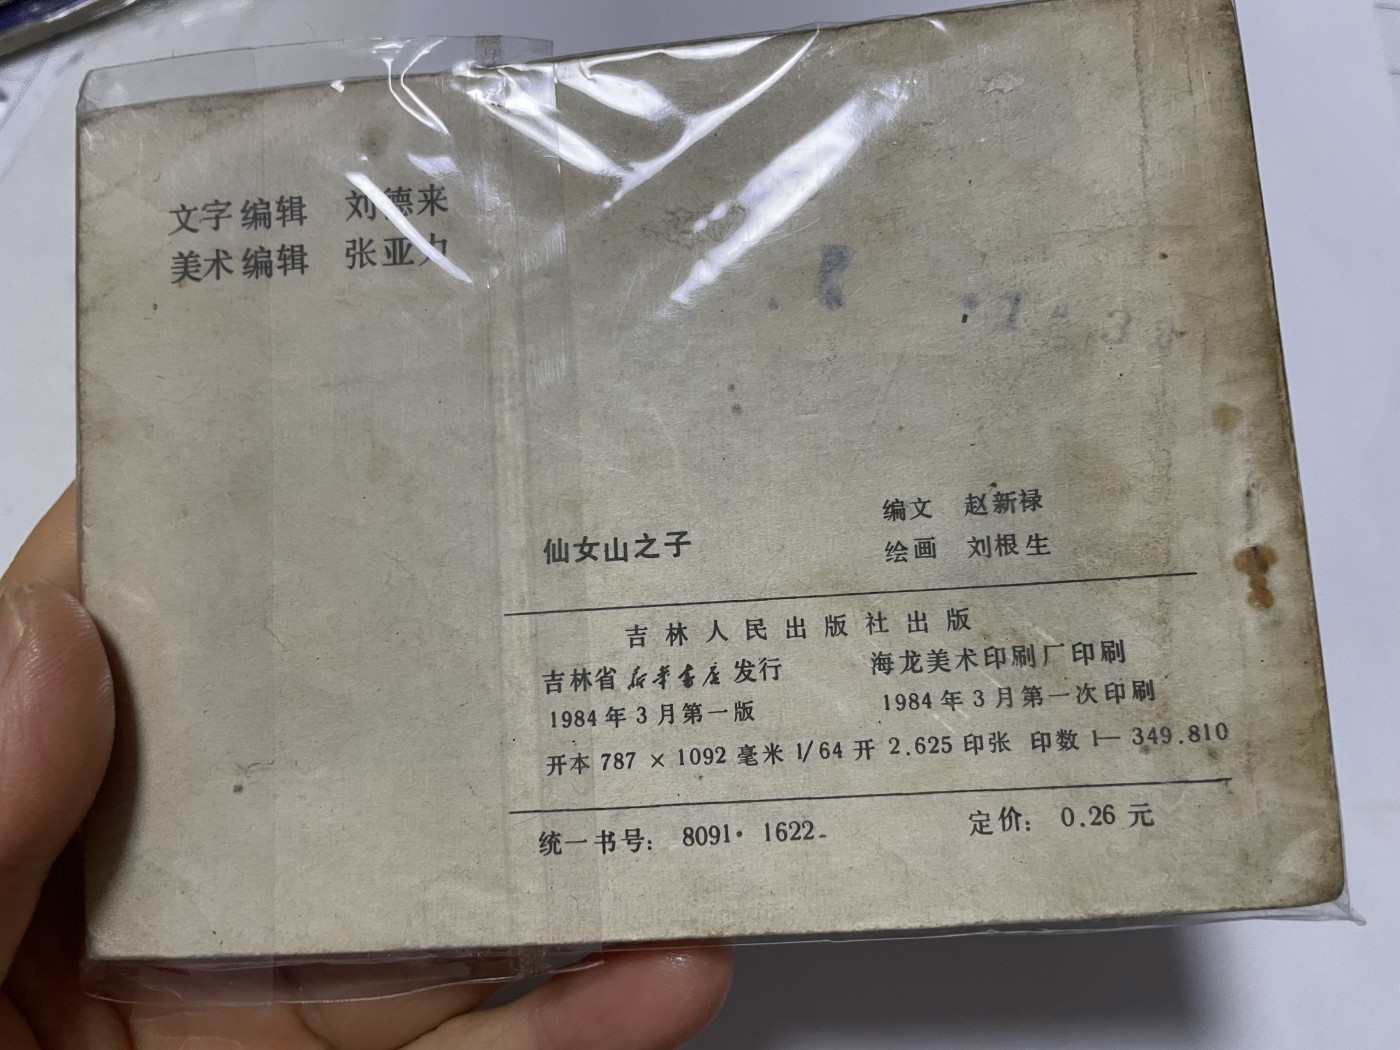 文字编辑 刘德来
美术编辑 张亚力
仙女山之子
编文 赵新禄
绘画 刘根生
吉林人民出版社出版
吉林省新华书店发行 海龙美术印刷厂印刷
1984年3月第一版 1984年3月第一次印刷
开本 787 × 1092 毫米 1/64 开 2.625 印张 印数 1— 349.810
统一书号： 8091·1622 定价： 0.26 元